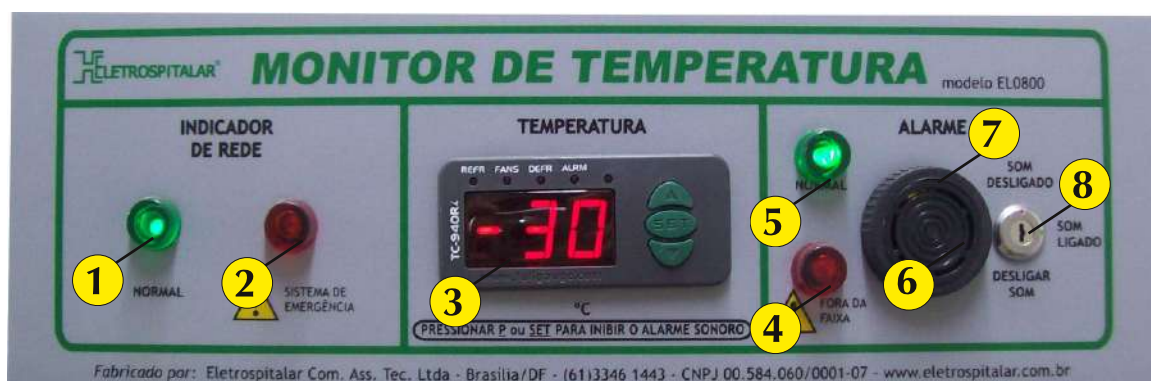 ELETROSPITALAR®
MONITOR DE TEMPERATURA
modelo EL0800
INDICADOR
DE REDE
1
NORMAL
2
SISTEMA DE
EMERGÊNCIA
TEMPERATURA
REFR FANS DEFR ALRM
TC-940Ri
-30
SET
3
°C
PRESSIONAR P ou SET PARA INIBIR O ALARME SONORO
ALARME
7
NORMAL
5
SOM
DESLIGADO
8
SOM
LIGADO
6
DESLIGAR
SOM
4
FORA DA
FAIXA
Fabricado por: Eletrospitalar Com. Ass. Tec. Ltda - Brasilia/DF - (61)3346 1443 - CNPJ 00.584.060/0001-07 - www.eletrospitalar.com.br